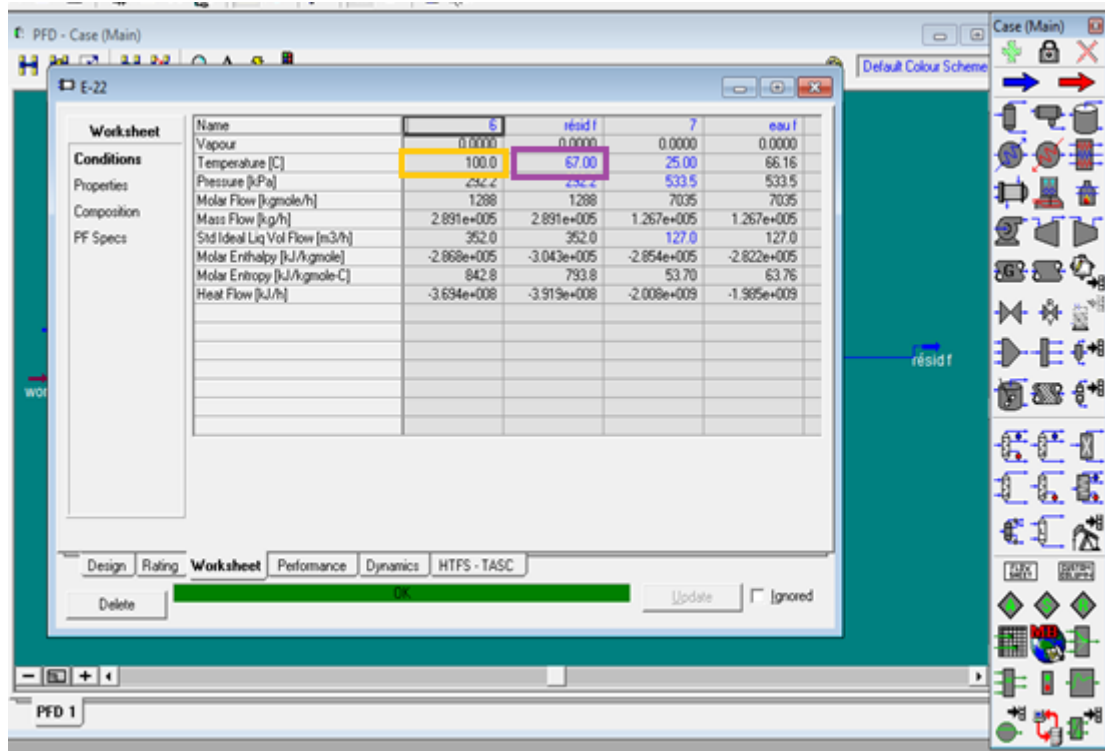 PFD - Case (Main)
Case (Main)
Default Colour Scheme
E-22
Worksheet
Conditions
Properties
Composition
PF Specs
Name 6 résid f 7 eau f
Vapour 0.0000 0.0000 0.0000 0.0000
Temperature [C] 100.0 67.00 25.00 66.16
Pressure [kPa] 292.2 292.2 533.5 533.5
Molar Flow [kgmole/h] 1288 1288 7035 7035
Mass Flow [kg/h] 2.891e+005 2.891e+005 1.267e+005 1.267e+005
Std Ideal Liq Vol Flow [m3/h] 352.0 352.0 127.0 127.0
Molar Enthalpy [kJ/kgmole] -2.868e+005 -3.043e+005 -2.854e+005 -2.822e+005
Molar Entropy [kJ/kgmole-C] 842.8 793.8 53.70 63.76
Heat Flow [kJ/h] -3.694e+008 -3.919e+008 -2.008e+009 -1.985e+009
résid f
wor
Design Rating Worksheet Performance Dynamics HTFS - TASC
Delete OK Update Ignored
PFD 1